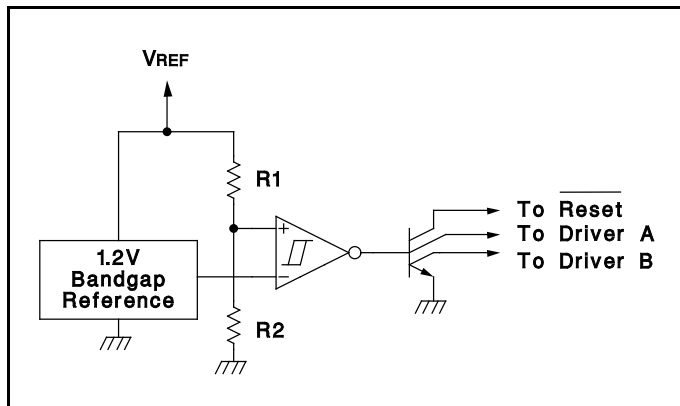 VREF
R1
To Reset
To Driver A
To Driver B
+
−
1.2V
Bandgap
Reference
R2